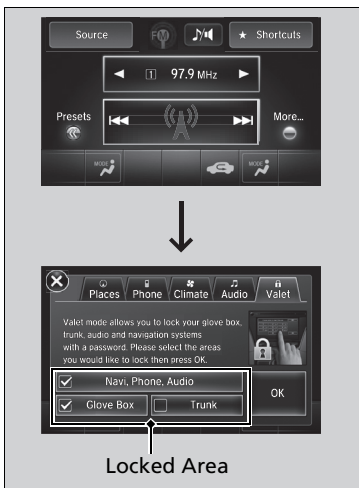 Source
FM
★ Shortcuts
1 97.9 MHz
Presets
More...
MODE
MODE
Places Phone Climate Audio Valet
Valet mode allows you to lock your glove box,
trunk, audio and navigation systems
with a password. Please select the areas
you would like to lock then press OK.
Navi, Phone, Audio
Glove Box Trunk
OK
Locked Area